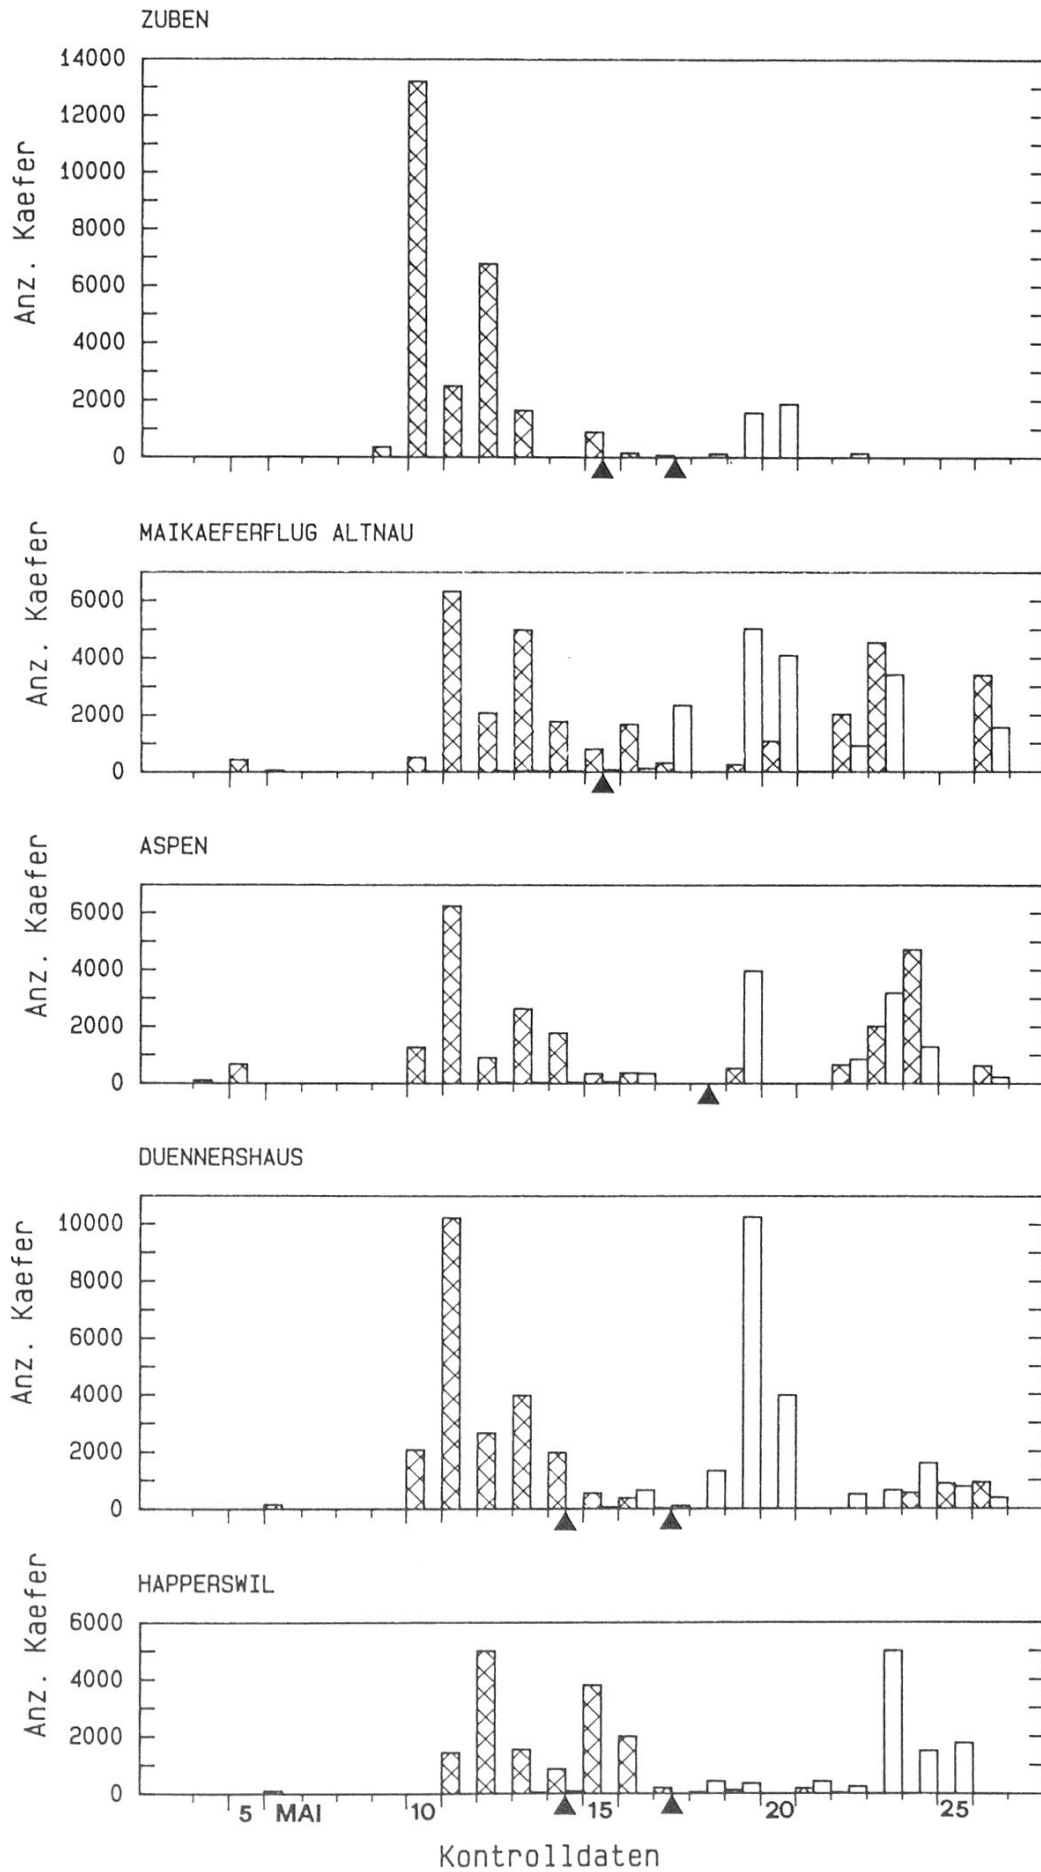 ZUBEN
14000
12000
10000
8000
6000
4000
2000
0
Anz. Kaefer
MAIKAEFERFLUG ALTNAU
6000
4000
2000
0
Anz. Kaefer
ASPEN
6000
4000
2000
0
Anz. Kaefer
DUENNERSHAUS
10000
8000
6000
4000
2000
0
Anz. Kaefer
HAPPERSWIL
6000
4000
2000
0
Anz. Kaefer
5 MAI 10 15 20 25
Kontrolldaten